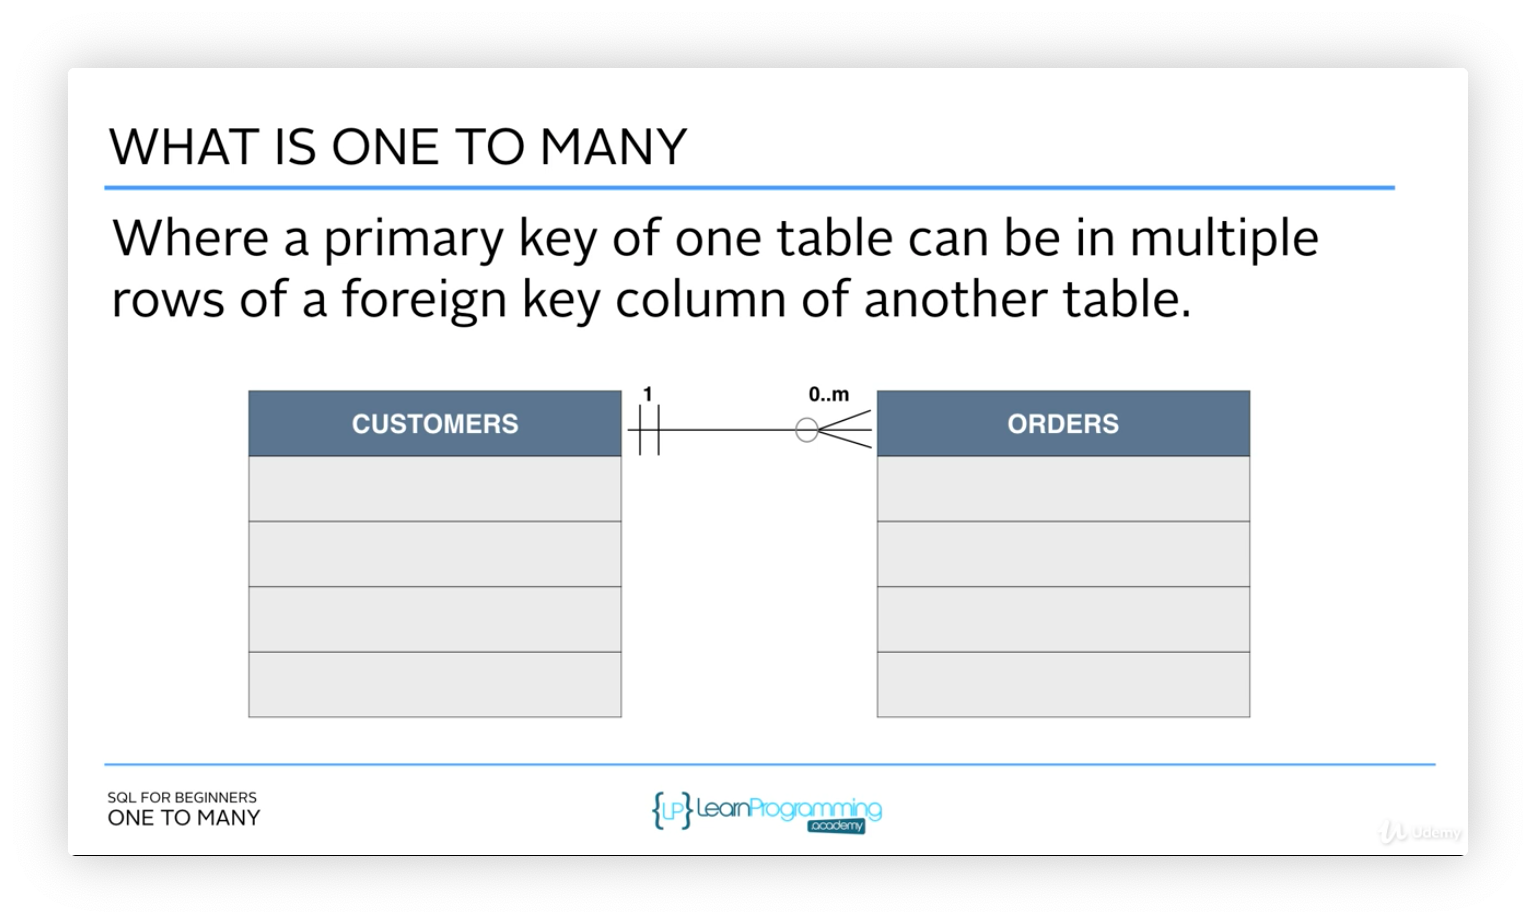 WHAT IS ONE TO MANY
Where a primary key of one table can be in multiple
rows of a foreign key column of another table.
1
0..m
CUSTOMERS
ORDERS
SQL FOR BEGINNERS
ONE TO MANY
{LP} LearnProgramming
academy
Udemy